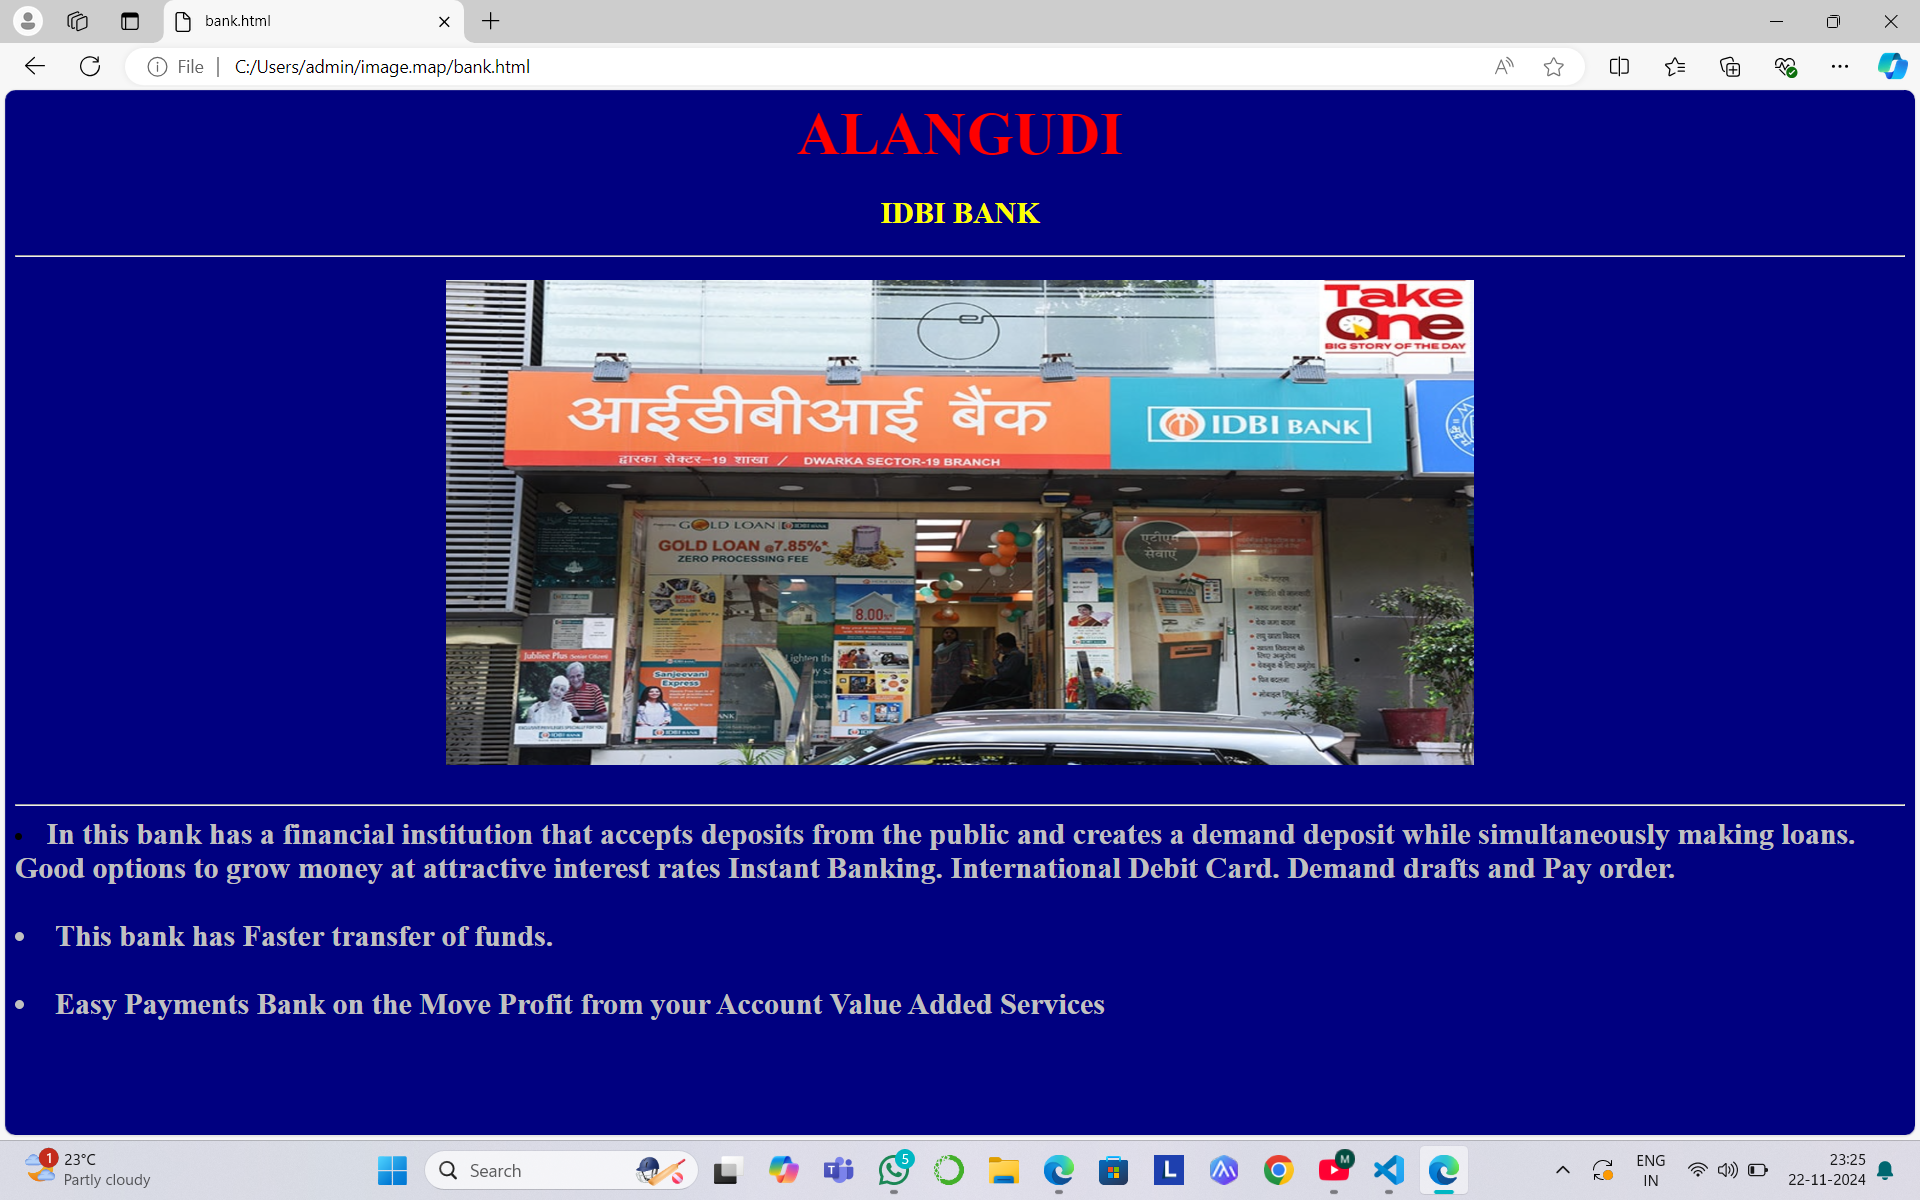 bank.html
File
C:/Users/admin/image.map/bank.html
ALANGUDI
IDBI BANK
Take
One
BIG STORY OF THE DAY
आईडीबीआई बैंक
IDBI BANK
द्वारका सेक्टर–19 शाखा / DWARKA SECTOR-19 BRANCH
GOLD LOAN IDBI BANK
GOLD LOAN @7.85%*
ZERO PROCESSING FEE
एटीएम
सेवाएं
8.00
Jubilee Plus
Sanjeevani
Express
Lighten the
IDBI BANK
IDBI BANK
• In this bank has a financial institution that accepts deposits from the public and creates a demand deposit while simultaneously making loans.
Good options to grow money at attractive interest rates Instant Banking. International Debit Card. Demand drafts and Pay order.
• This bank has Faster transfer of funds.
• Easy Payments Bank on the Move Profit from your Account Value Added Services
1
23°C
Partly cloudy
Search
5
M
ENG
IN
23:25
22-11-2024